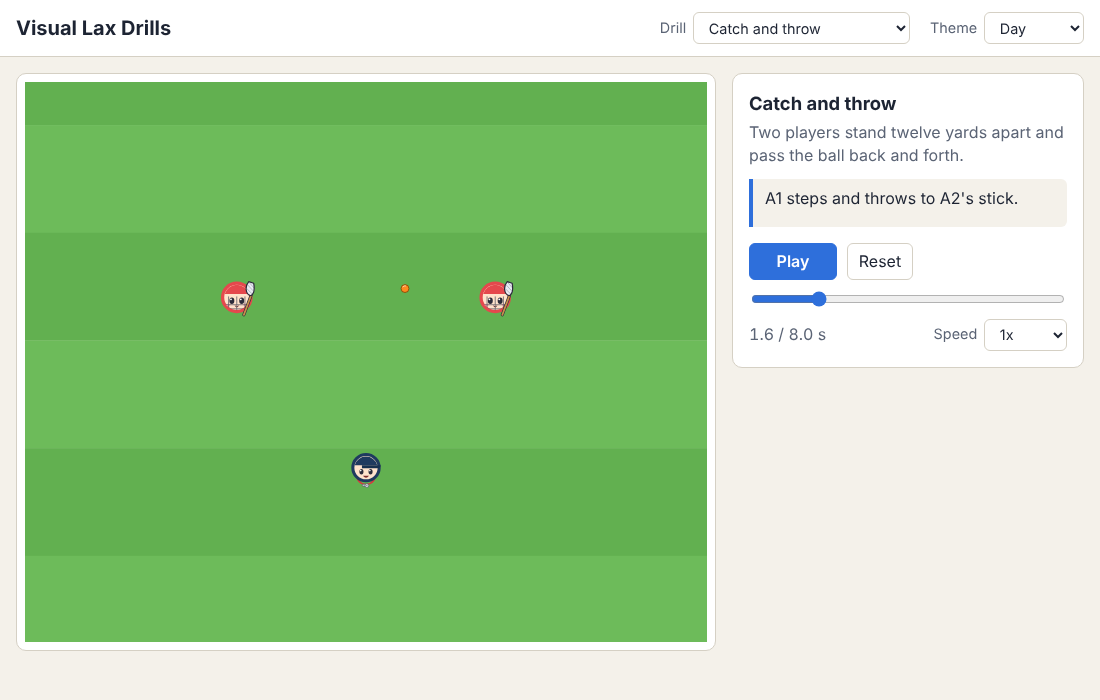 Visual Lax Drills
Drill Catch and throw Theme Day
Catch and throw
Two players stand twelve yards apart and
pass the ball back and forth.
A1 steps and throws to A2's stick.
Play Reset
1.6 / 8.0 s Speed 1x